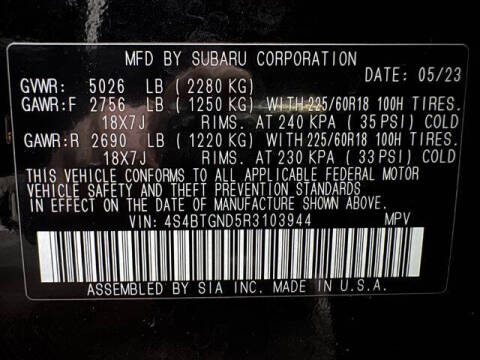 MFD BY SUBARU CORPORATION
DATE: 05/23
GVWR: 5026 LB (2280 KG)
GAWR:F 2756 LB (1250 KG) WITH 225/60R18 100H TIRES.
18X7J RIMS. AT 240 KPA (35 PSI) COLD
GAWR:R 2690 LB (1220 KG) WITH 225/60R18 100H TIRES.
18X7J RIMS. AT 230 KPA (33 PSI) COLD
THIS VEHICLE CONFORMS TO ALL APPLICABLE FEDERAL MOTOR
VEHICLE SAFETY AND THEFT PREVENTION STANDARDS
IN EFFECT ON THE DATE OF MANUFACTURE SHOWN ABOVE.
VIN: 4S4BTGND5R3103944 MPV
ASSEMBLED BY SIA INC. MADE IN U.S.A.